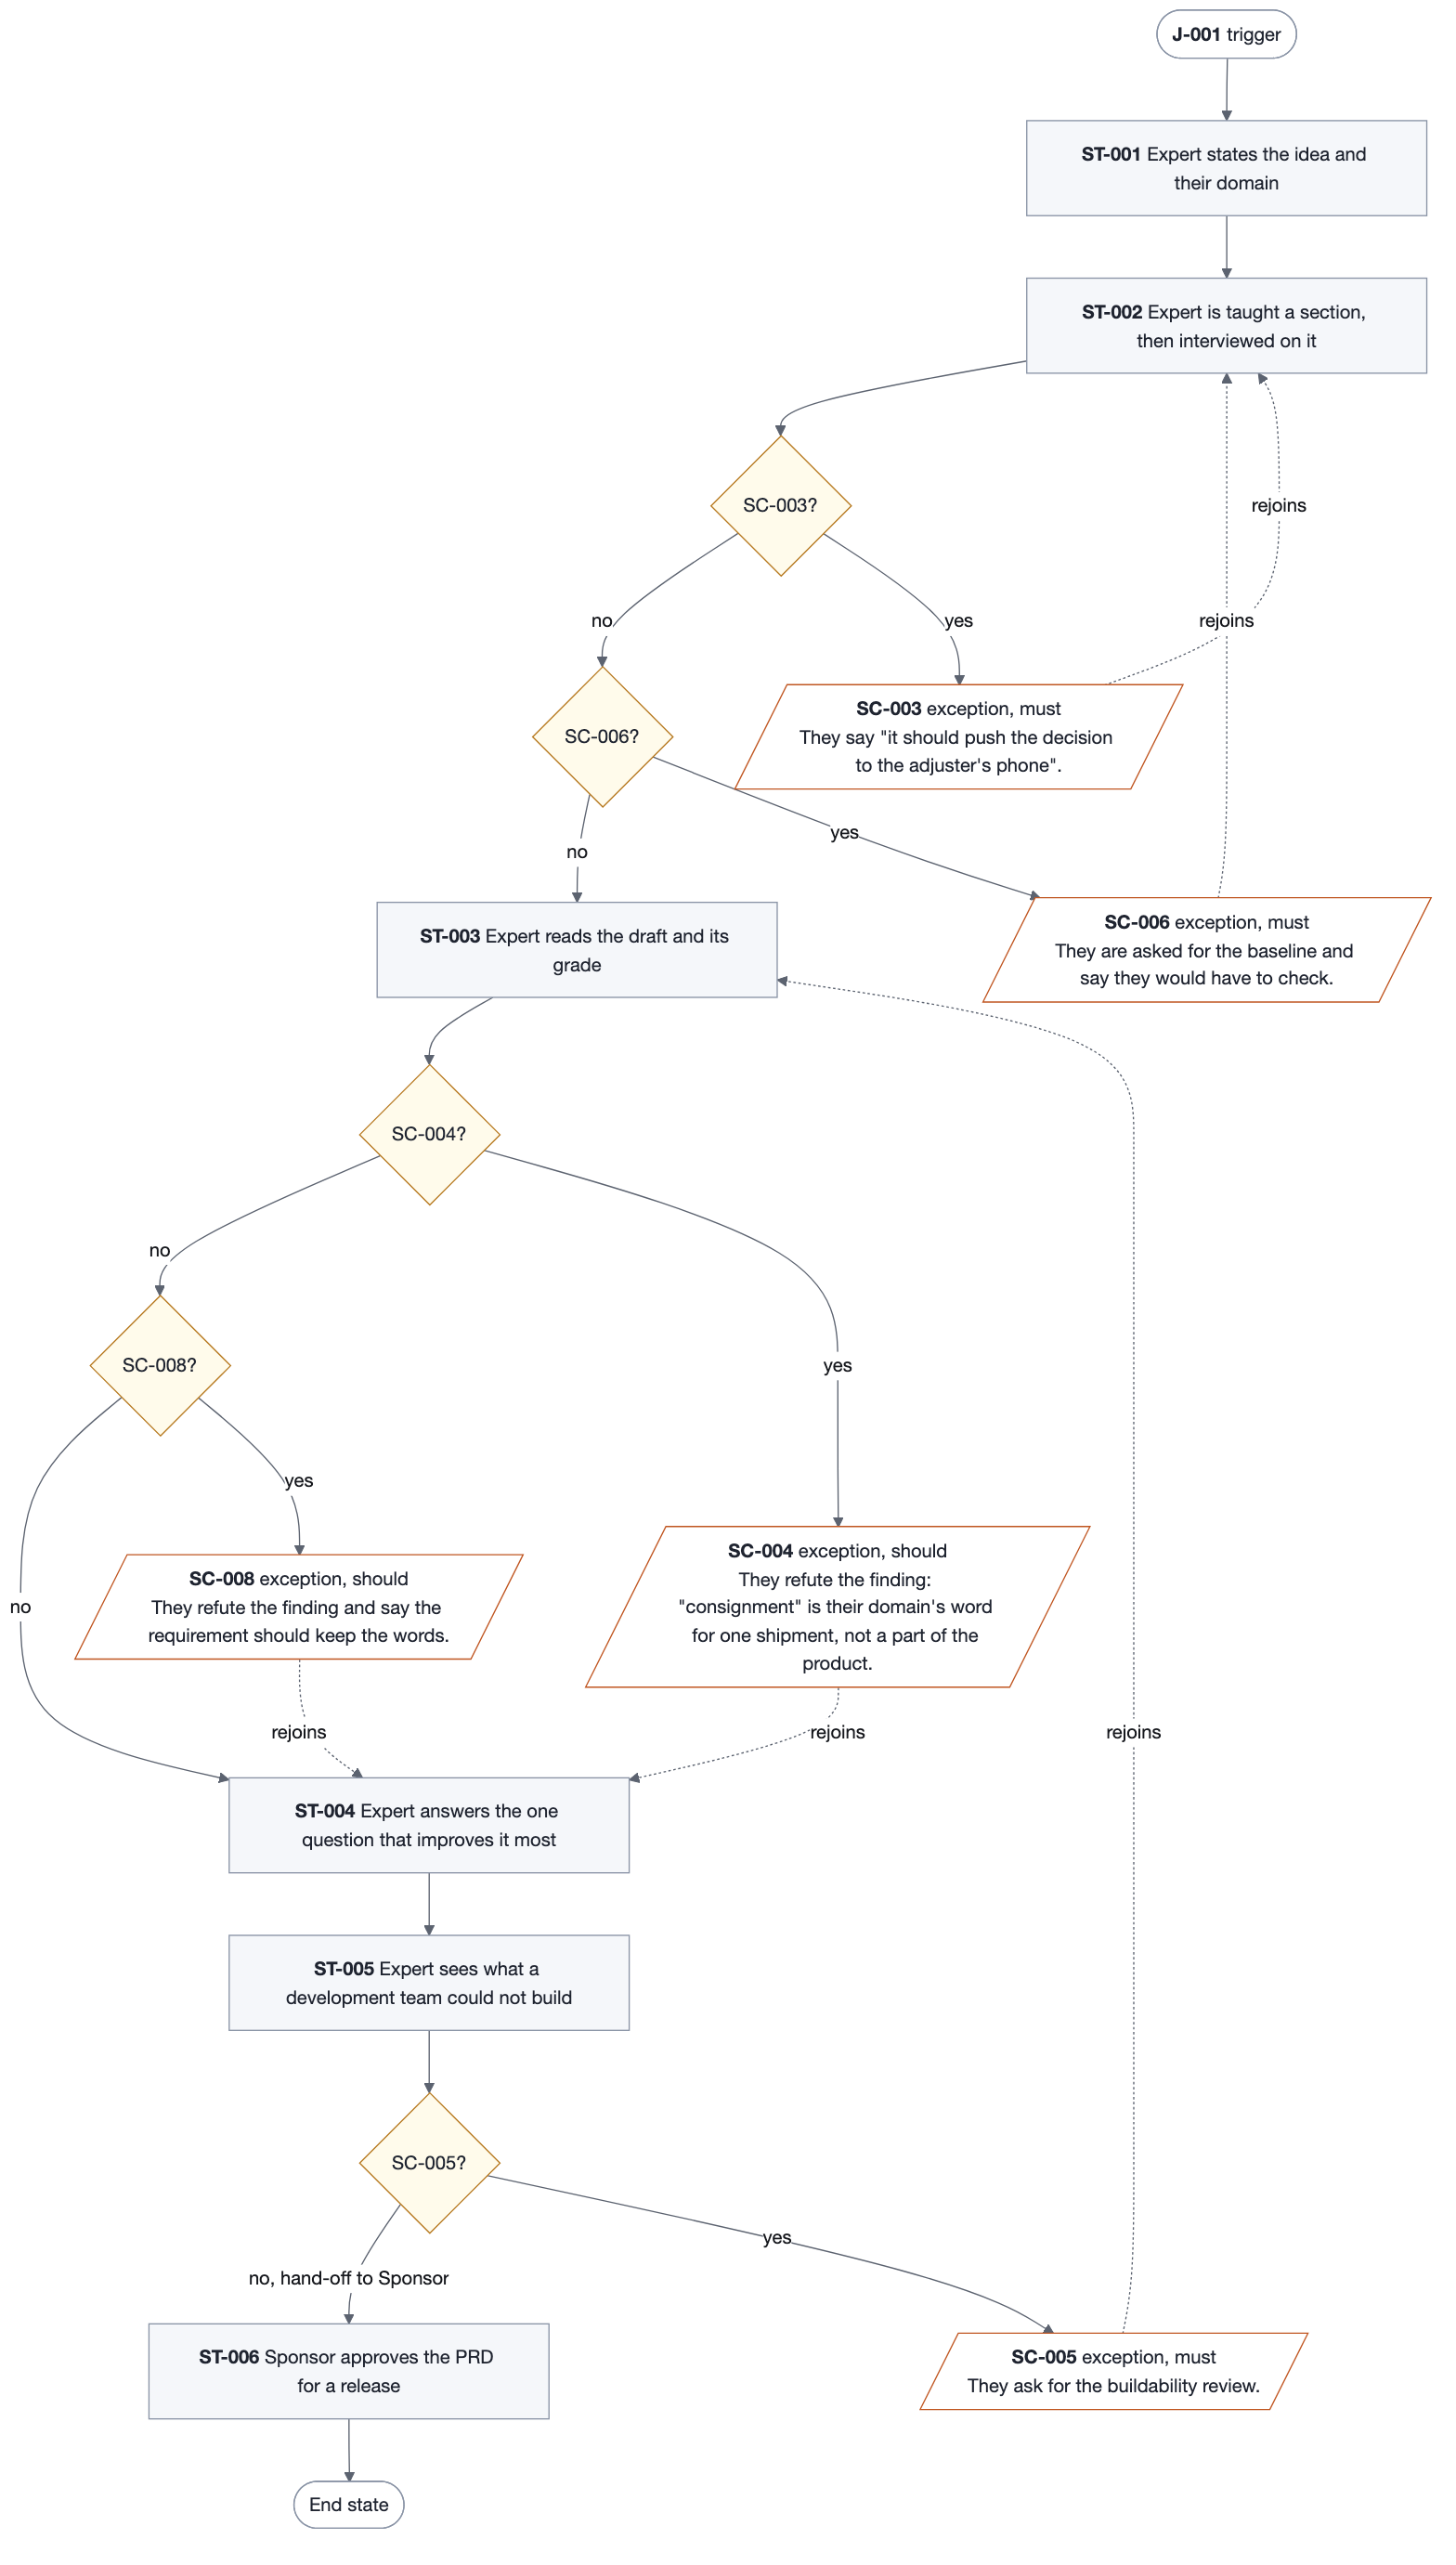 J-001 trigger
ST-001 Expert states the idea and
their domain
ST-002 Expert is taught a section,
then interviewed on it
SC-003?
rejoins
no
yes
rejoins
SC-003 exception, must
They say "it should push the decision
to the adjuster's phone".
SC-006?
yes
no
SC-006 exception, must
They are asked for the baseline and
say they would have to check.
ST-003 Expert reads the draft and its
grade
SC-004?
no
SC-008?
yes
yes
SC-004 exception, should
They refute the finding:
"consignment" is their domain's word
for one shipment, not a part of the
product.
SC-008 exception, should
They refute the finding and say the
requirement should keep the words.
no
rejoins
rejoins
rejoins
ST-004 Expert answers the one
question that improves it most
ST-005 Expert sees what a
development team could not build
SC-005?
yes
no, hand-off to Sponsor
ST-006 Sponsor approves the PRD
for a release
SC-005 exception, must
They ask for the buildability review.
End state